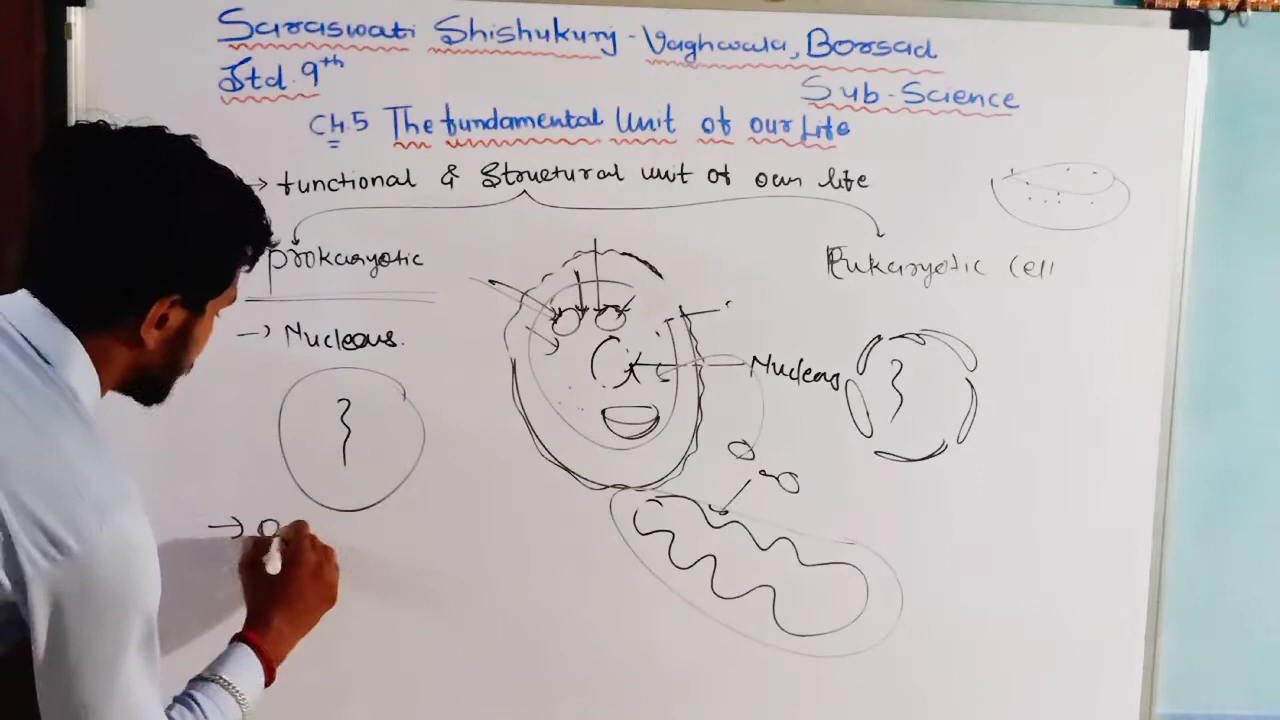 Saraswati Shishukunj - Vaghwala, Borsad
Std. 9th
Sub - Science
Ch. 5 The fundamental Unit of our Life
→ functional & Structural unit of our life
Prokaryotic
Eukaryotic Cell
→ Nucleous.
Nucleous
→ O